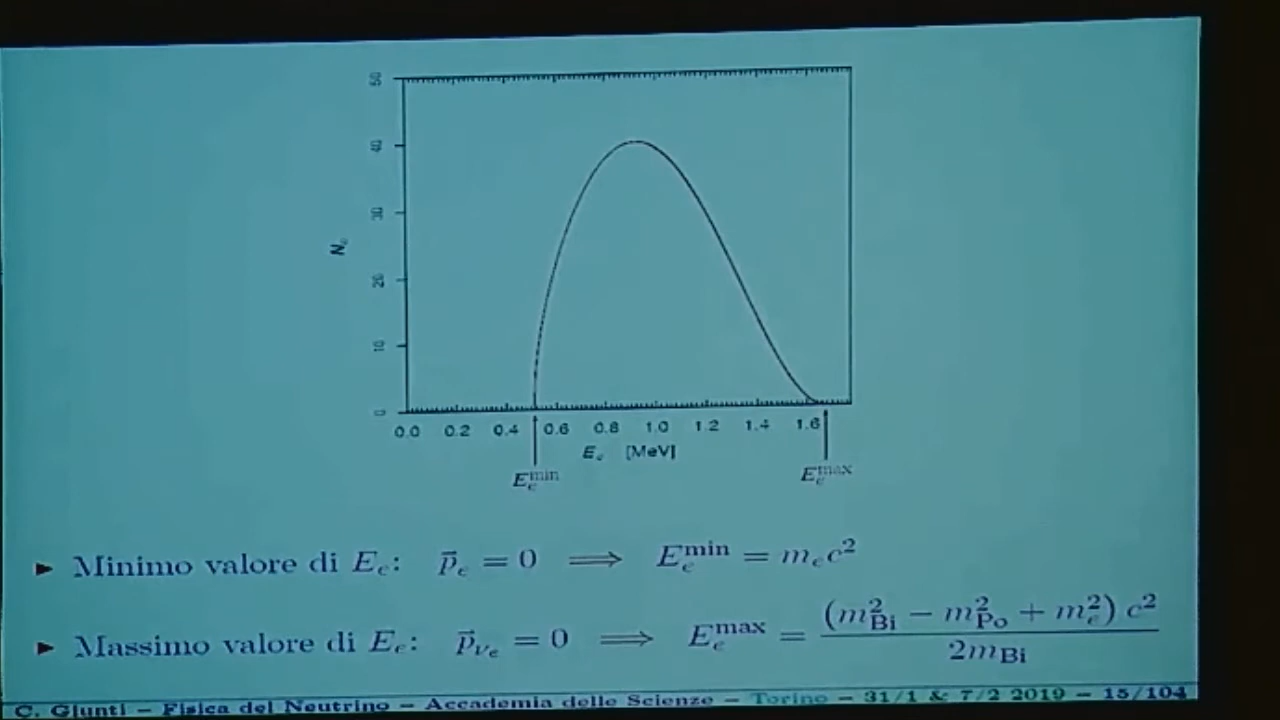 50
40
30
20
10
0
N_e
0.0 0.2 0.4 0.6 0.8 1.0 1.2 1.4 1.6
E_e [MeV]
E_e^min E_e^max
► Minimo valore di E_e: p⃗_e = 0 ⟹ E_e^min = m_e c²
► Massimo valore di E_e: p⃗_νe = 0 ⟹ E_e^max = (m²_Bi − m²_Po + m²_e) c² / 2m_Bi
C. Giunti − Fisica del Neutrino − Accademia delle Scienze − Torino − 31/1 & 7/2 2019 − 15/104